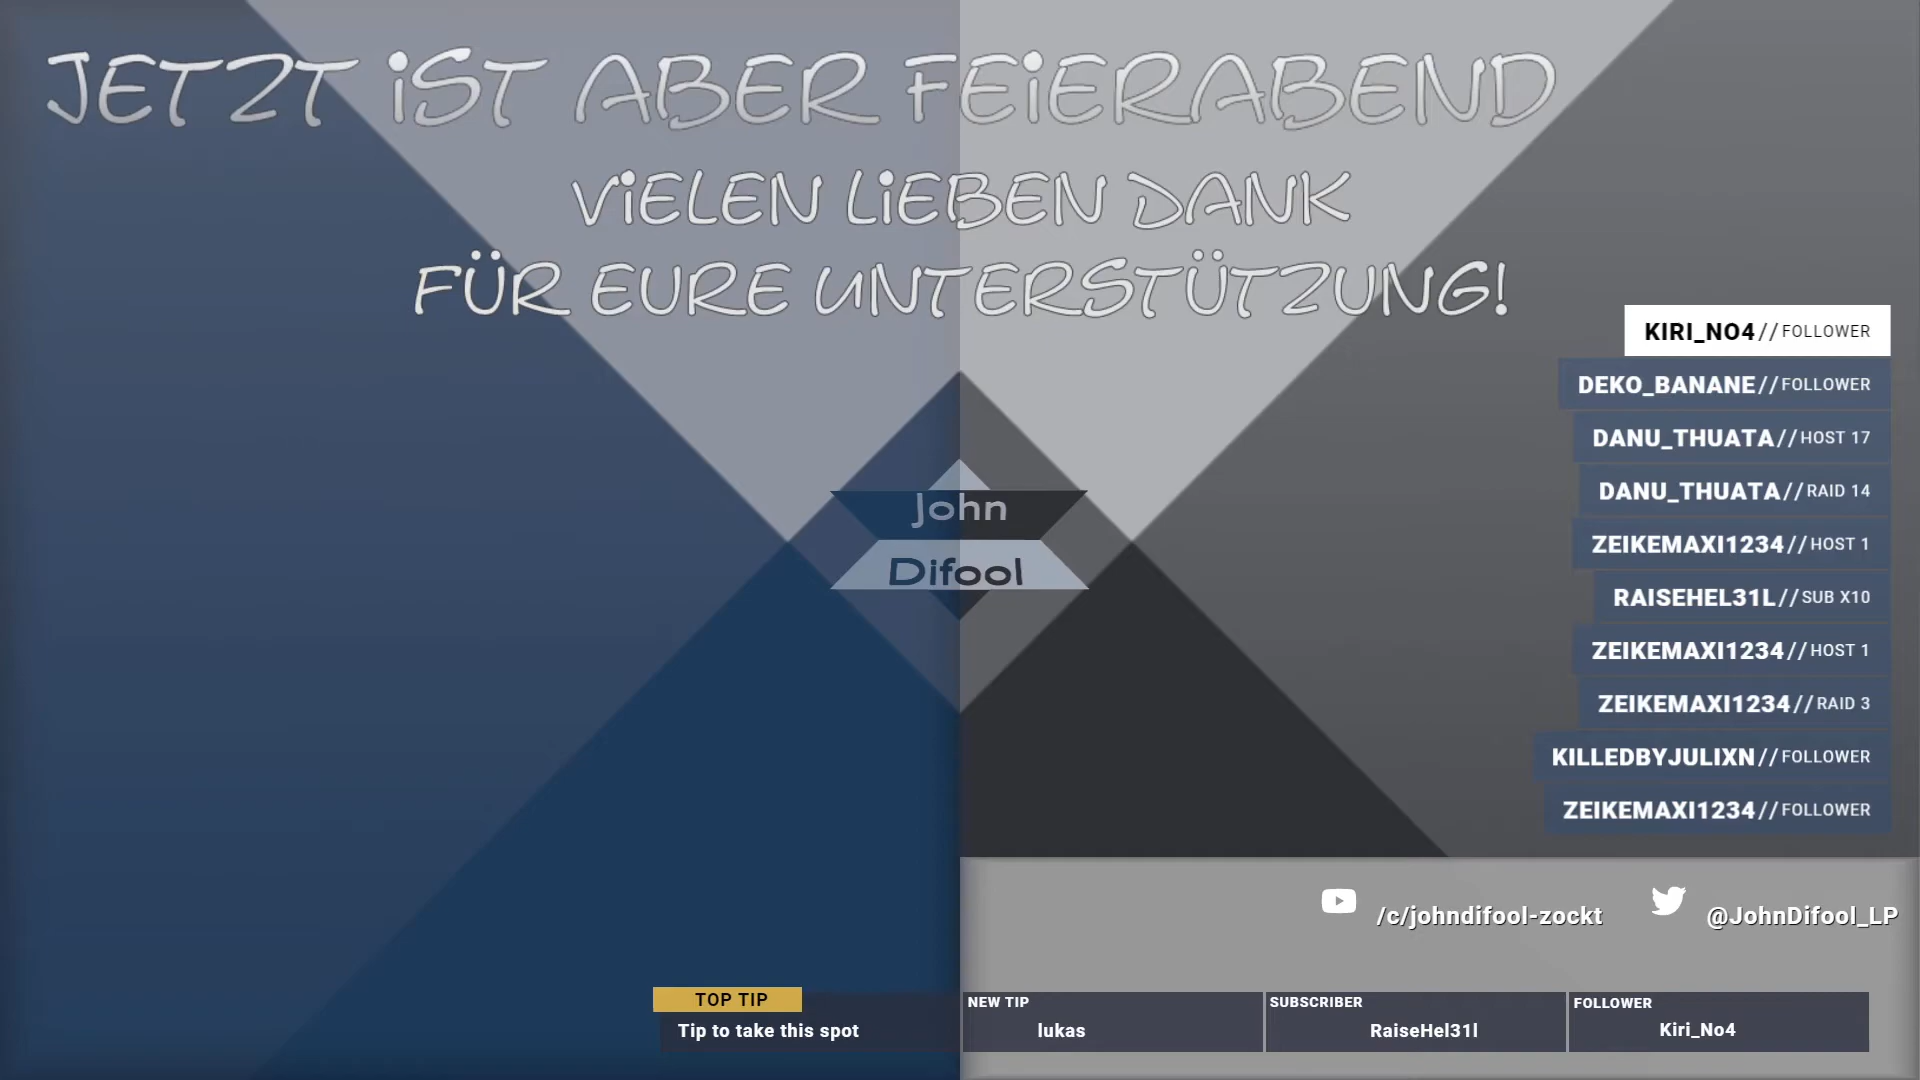 JETZT iST ABER FEiERABEND
ViELEN LiEBEN DANK
FÜR EURE UNTERSTÜTZUNG!
KIRI_NO4//FOLLOWER
DEKO_BANANE//FOLLOWER
DANU_THUATA//HOST 17
DANU_THUATA//RAID 14
ZEIKEMAXI1234//HOST 1
RAISEHEL31L//SUB X10
ZEIKEMAXI1234//HOST 1
ZEIKEMAXI1234//RAID 3
KILLEDBYJULIXN//FOLLOWER
ZEIKEMAXI1234//FOLLOWER
John
Difool
/c/johndifool-zockt @JohnDifool_LP
TOP TIP NEW TIP SUBSCRIBER FOLLOWER
Tip to take this spot lukas RaiseHel31l Kiri_No4